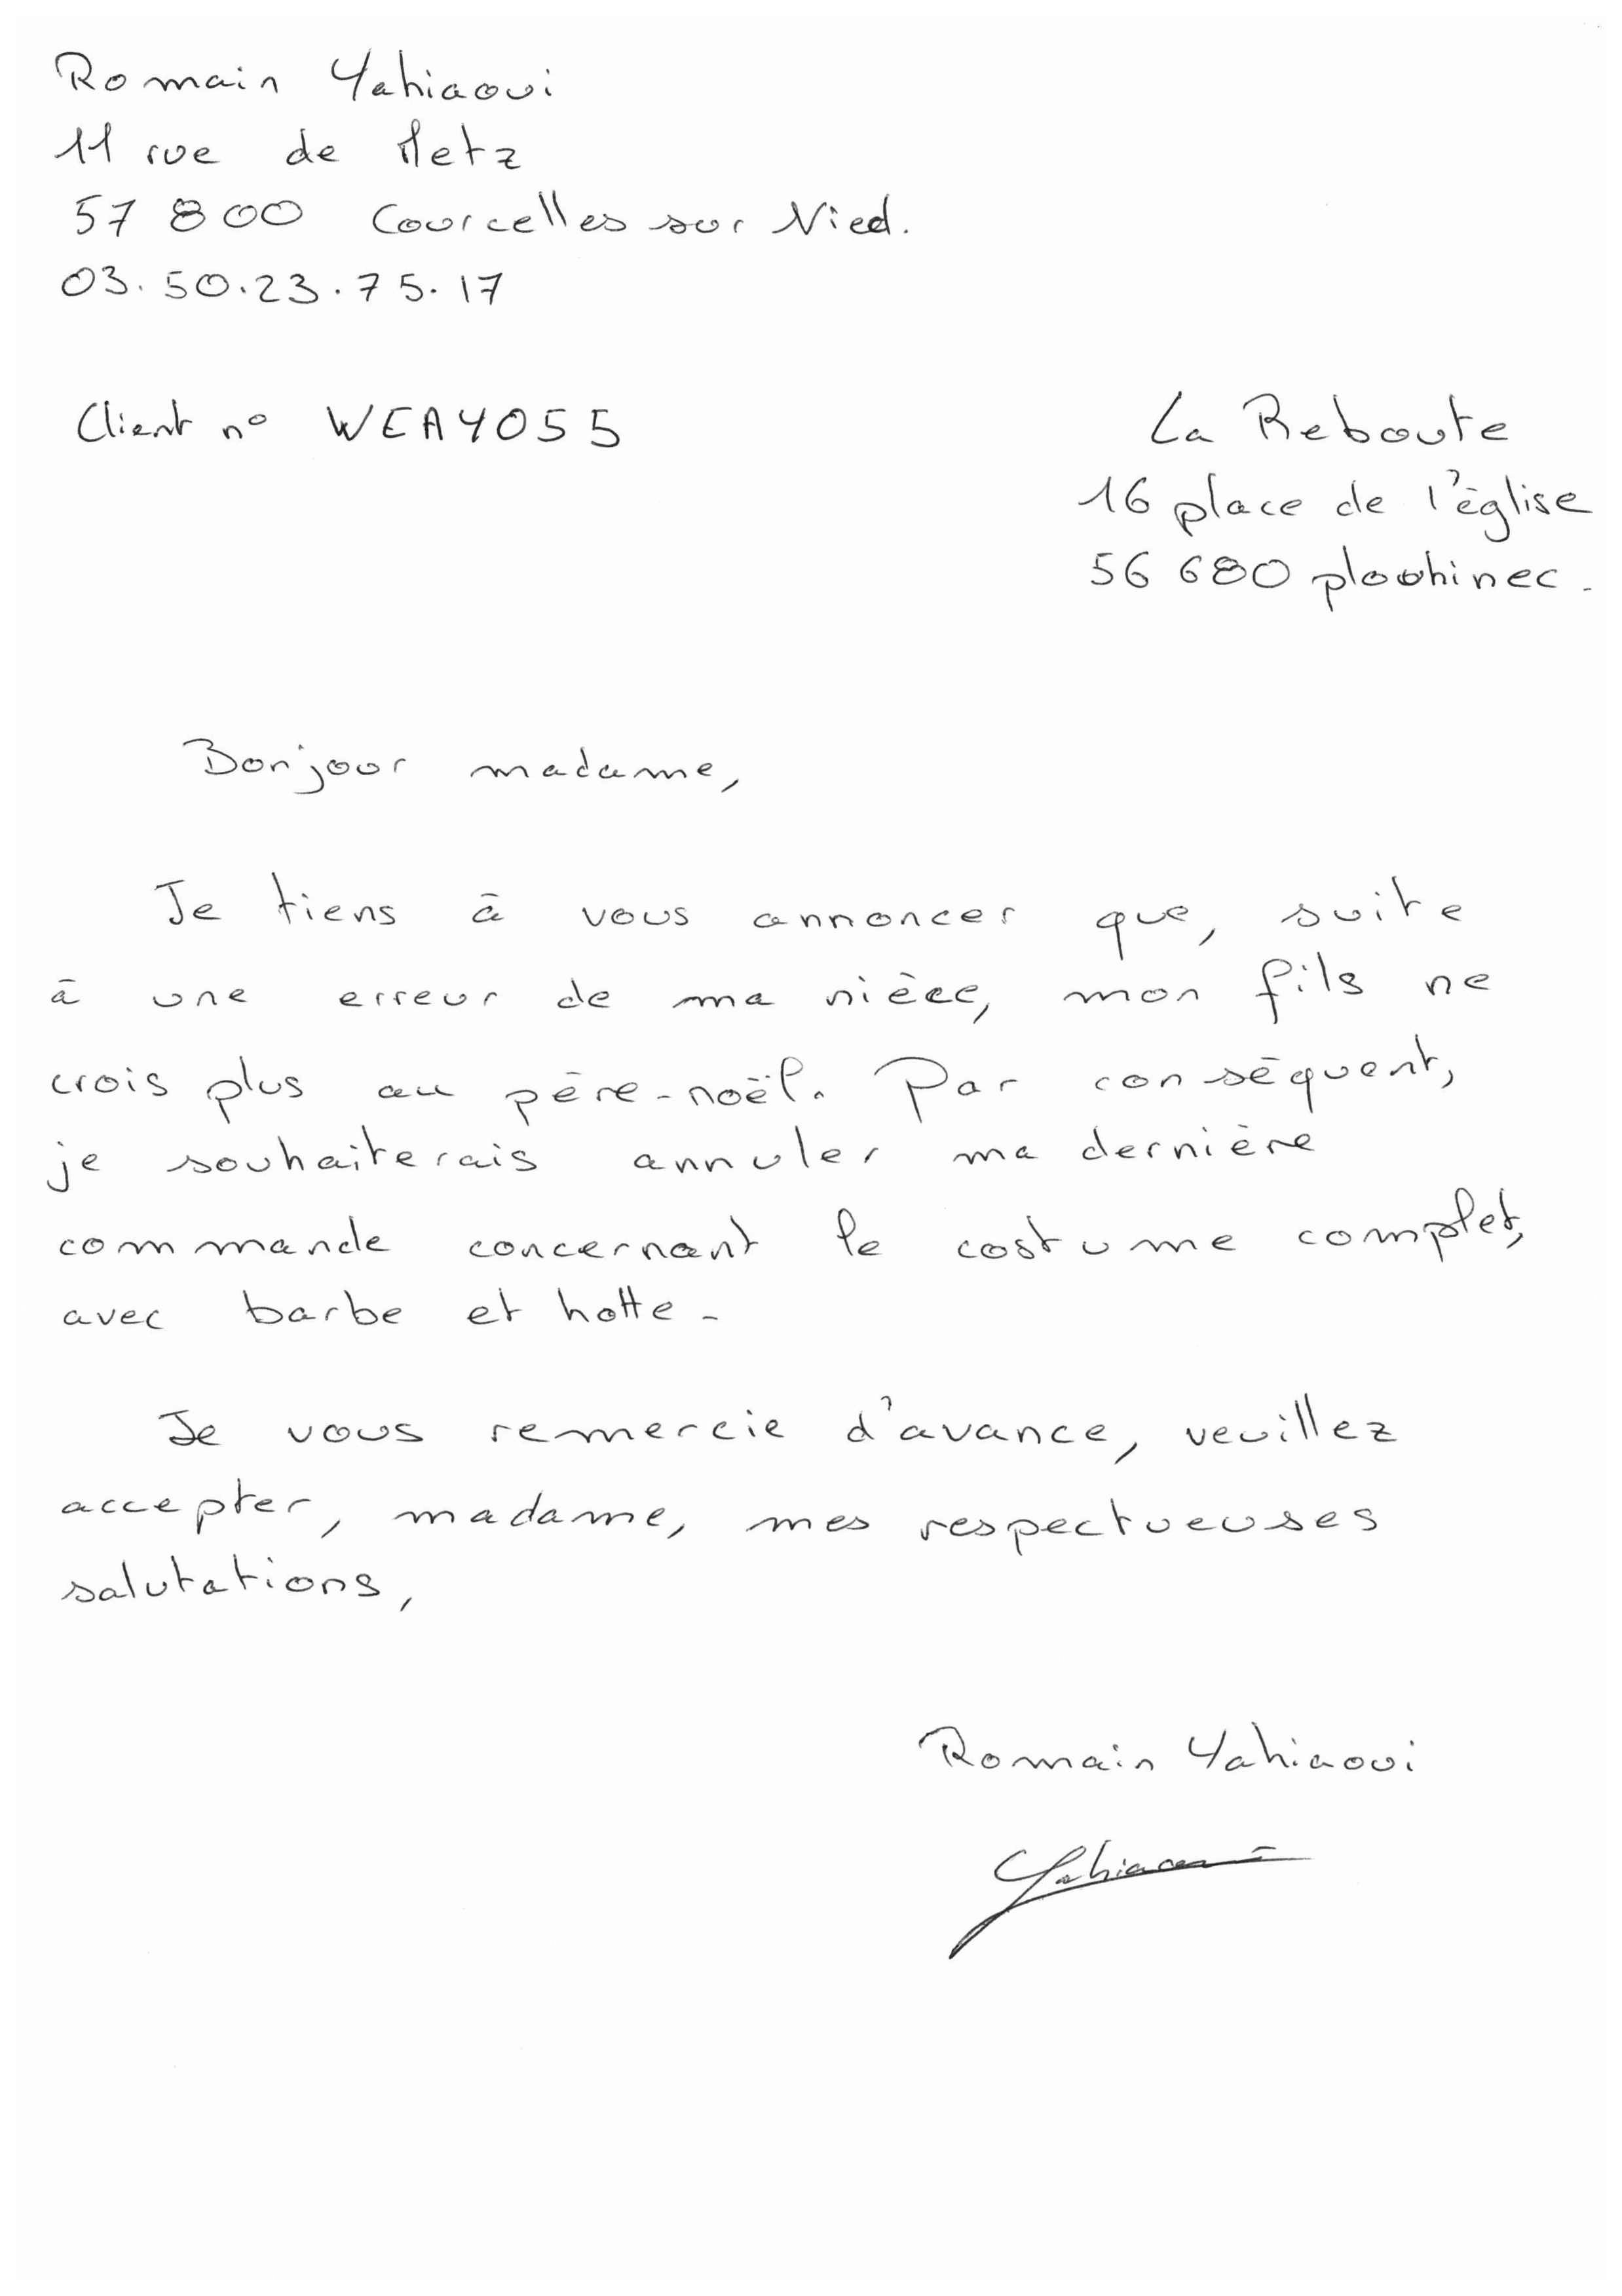 Romain Yahiaoui
11 rue de Metz
57 800 Courcelles sur Nied.
03.50.23.75.17
Client n° WEAY055
La Reboute
16 place de l'église
56 680 plouhinec.
Bonjour madame,
Je tiens à vous annoncer que, suite
à une erreur de ma nièce, mon fils ne
crois plus au père-noël. Par conséquent,
je souhaiterais annuler ma dernière
commande concernant le costume complet,
avec barbe et hotte.
Je vous remercie d'avance, veuillez
accepter, madame, mes respectueuses
salutations,
Romain Yahiaoui
Yahiaoui